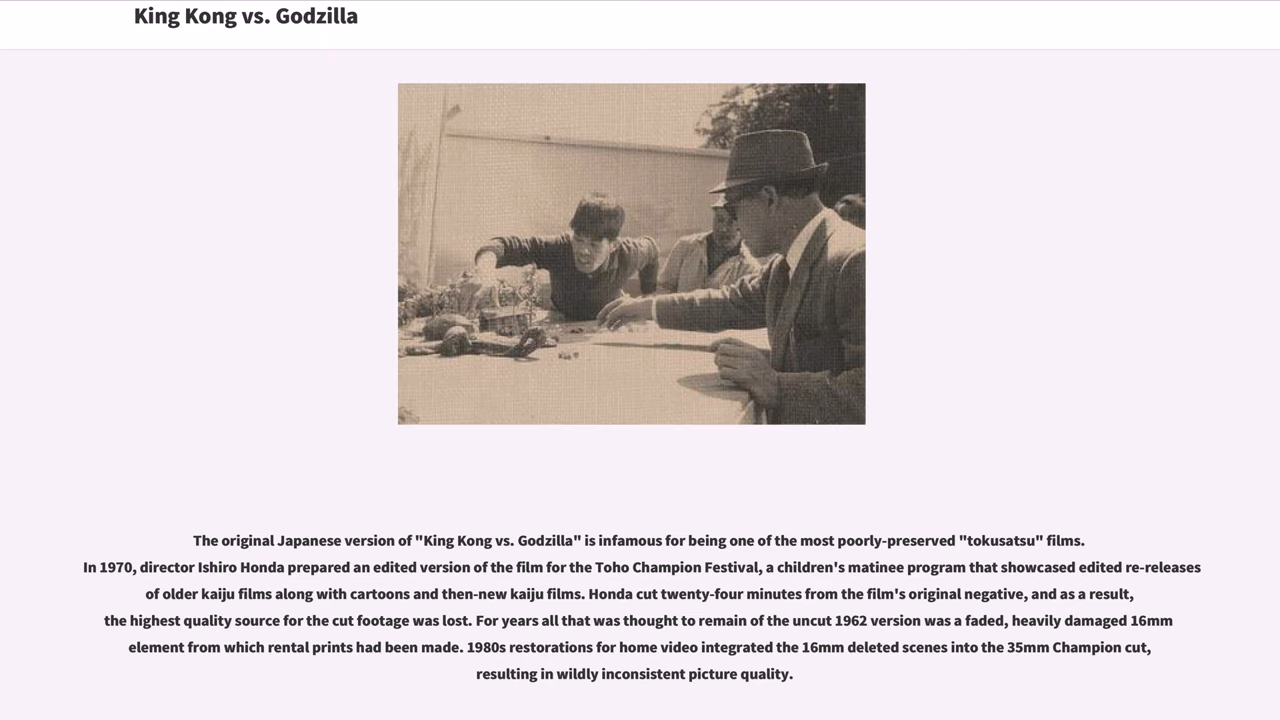 King Kong vs. Godzilla
The original Japanese version of "King Kong vs. Godzilla" is infamous for being one of the most poorly-preserved "tokusatsu" films.
In 1970, director Ishiro Honda prepared an edited version of the film for the Toho Champion Festival, a children's matinee program that showcased edited re-releases
of older kaiju films along with cartoons and then-new kaiju films. Honda cut twenty-four minutes from the film's original negative, and as a result,
the highest quality source for the cut footage was lost. For years all that was thought to remain of the uncut 1962 version was a faded, heavily damaged 16mm
element from which rental prints had been made. 1980s restorations for home video integrated the 16mm deleted scenes into the 35mm Champion cut,
resulting in wildly inconsistent picture quality.